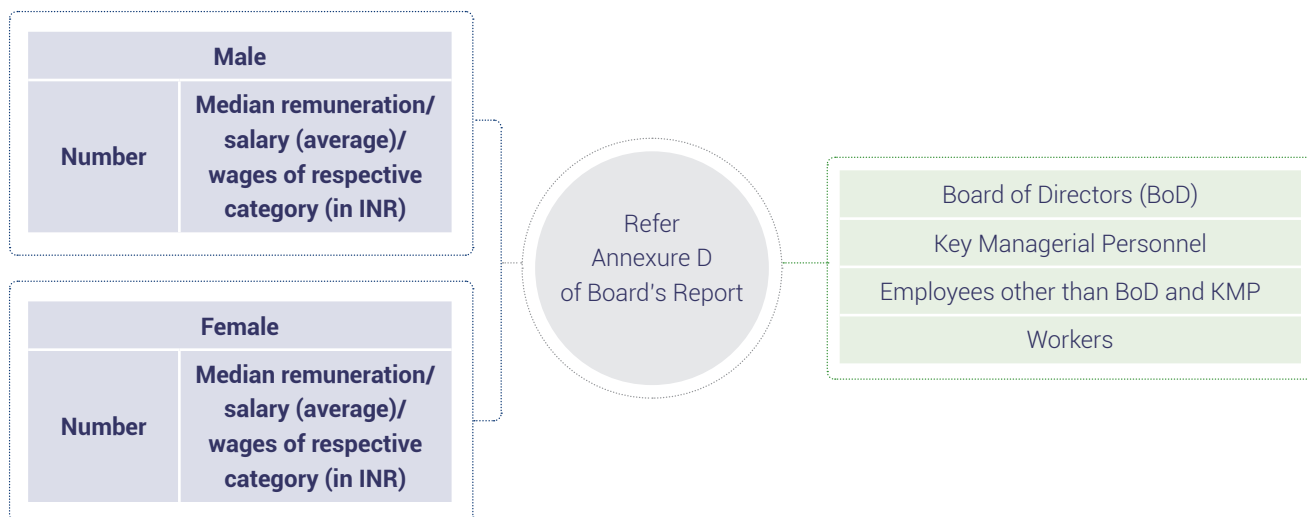 Male
Number
Median remuneration/
salary (average)/
wages of respective
category (in INR)
Female
Number
Median remuneration/
salary (average)/
wages of respective
category (in INR)
Refer
Annexure D
of Board's Report
Board of Directors (BoD)
Key Managerial Personnel
Employees other than BoD and KMP
Workers